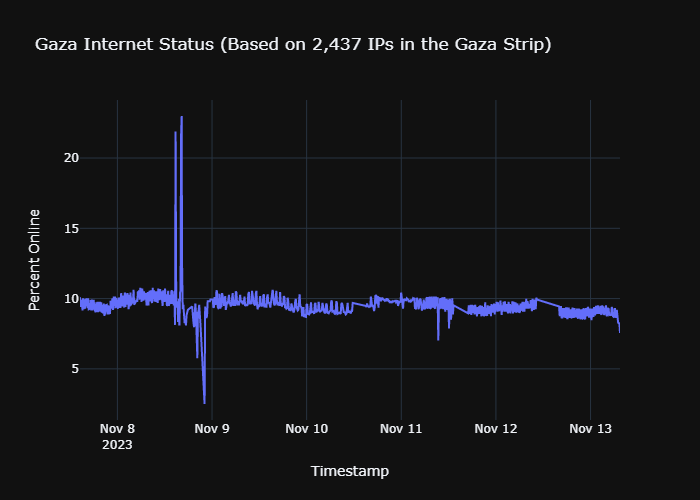 Gaza Internet Status (Based on 2,437 IPs in the Gaza Strip)
Percent Online
20
15
10
5
Nov 8
2023
Nov 9
Nov 10
Nov 11
Nov 12
Nov 13
Timestamp